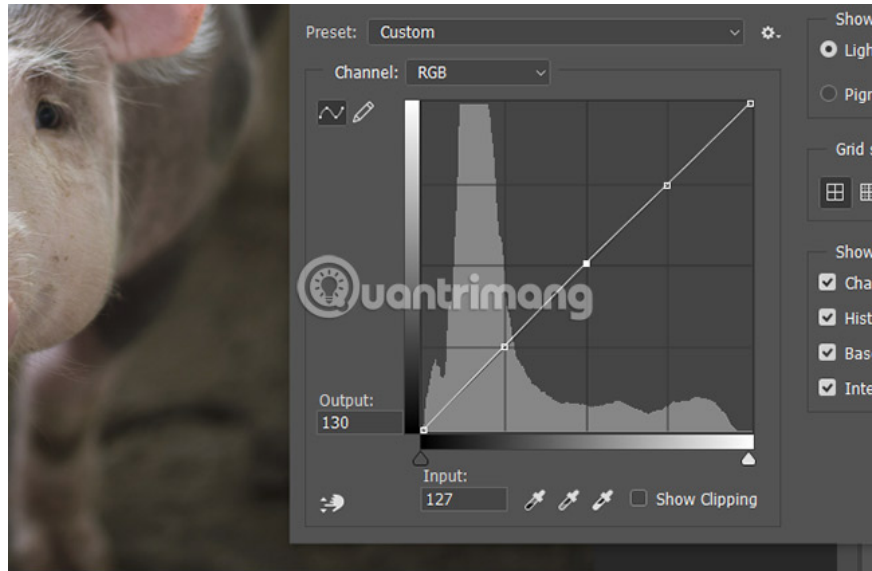 Preset: Custom
Channel: RGB
Output:
130
Input:
127
Show Clipping
Show
Ligh
Pigr
Grid s
Show
Cha
Hist
Bas
Inte
Quantrimang